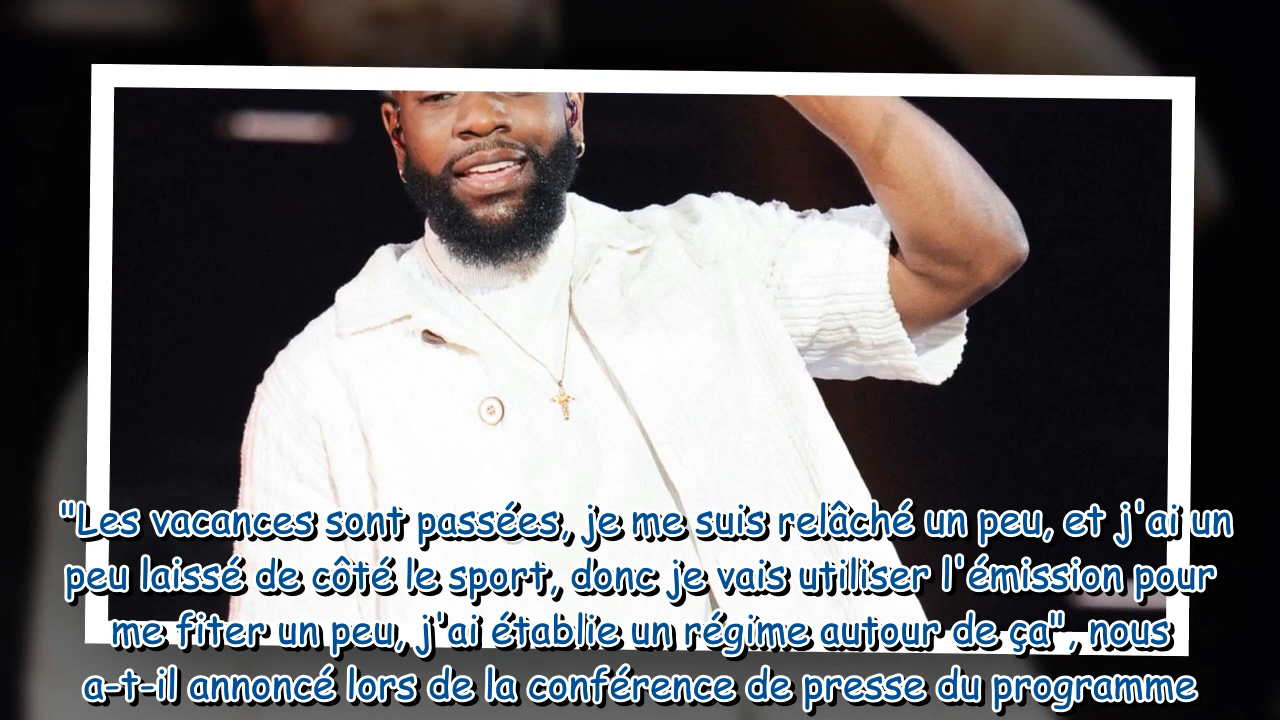 "Les vacances sont passées, je me suis relâché un peu, et j'ai un
peu laissé de côté le sport, donc je vais utiliser l'émission pour
me fiter un peu, j'ai établie un régime autour de ça", nous
a-t-il annoncé lors de la conférence de presse du programme